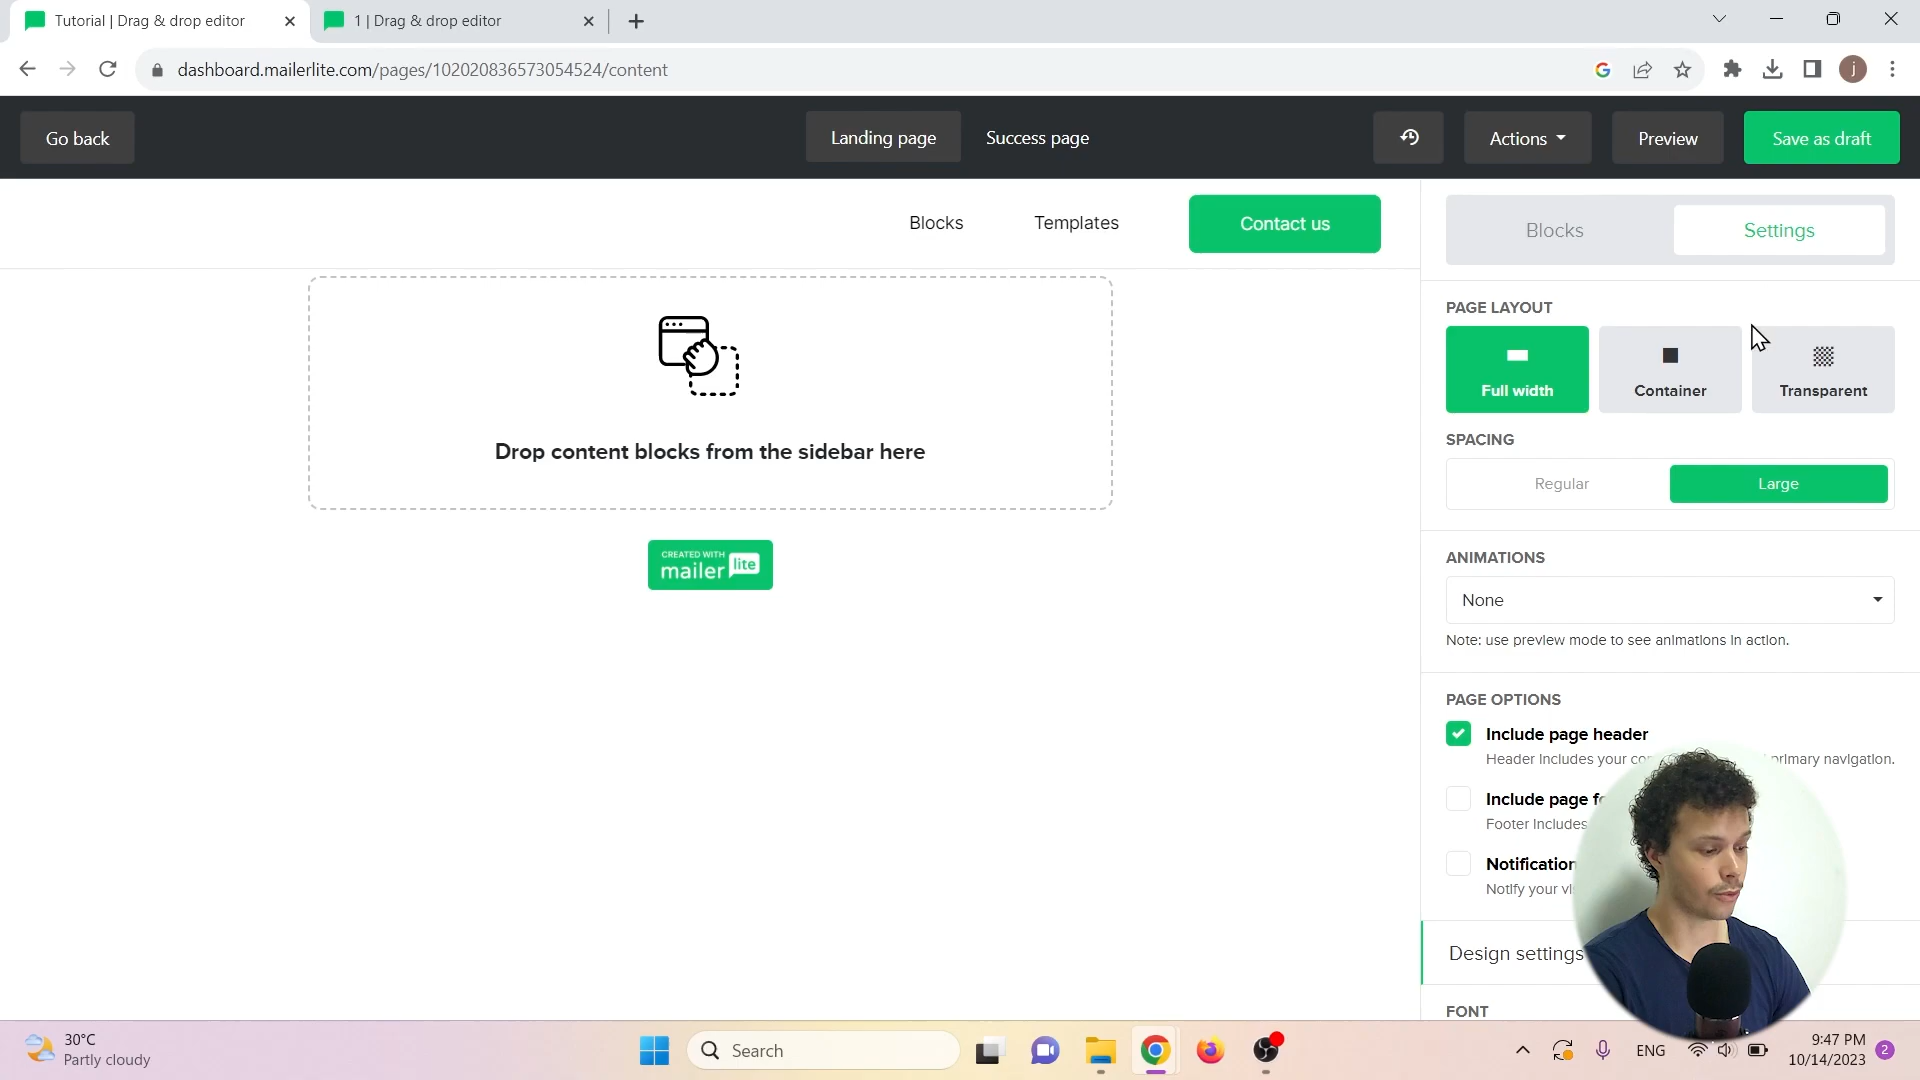 Tutorial | Drag & drop editor
1 | Drag & drop editor
dashboard.mailerlite.com/pages/102020836573054524/content
j
Go back
Landing page
Success page
Actions
Preview
Save as draft
Blocks
Templates
Contact us
Drop content blocks from the sidebar here
CREATED WITH
mailer lite
Blocks
Settings
PAGE LAYOUT
Full width
Container
Transparent
SPACING
Regular
Large
ANIMATIONS
None
Note: use preview mode to see animations in action.
PAGE OPTIONS
Include page header
Header includes your primary navigation.
Include page
Footer includes
Notification
Notify your
Design settings
FONT
30°C
Partly cloudy
Search
ENG
9:47 PM
10/14/2023
2